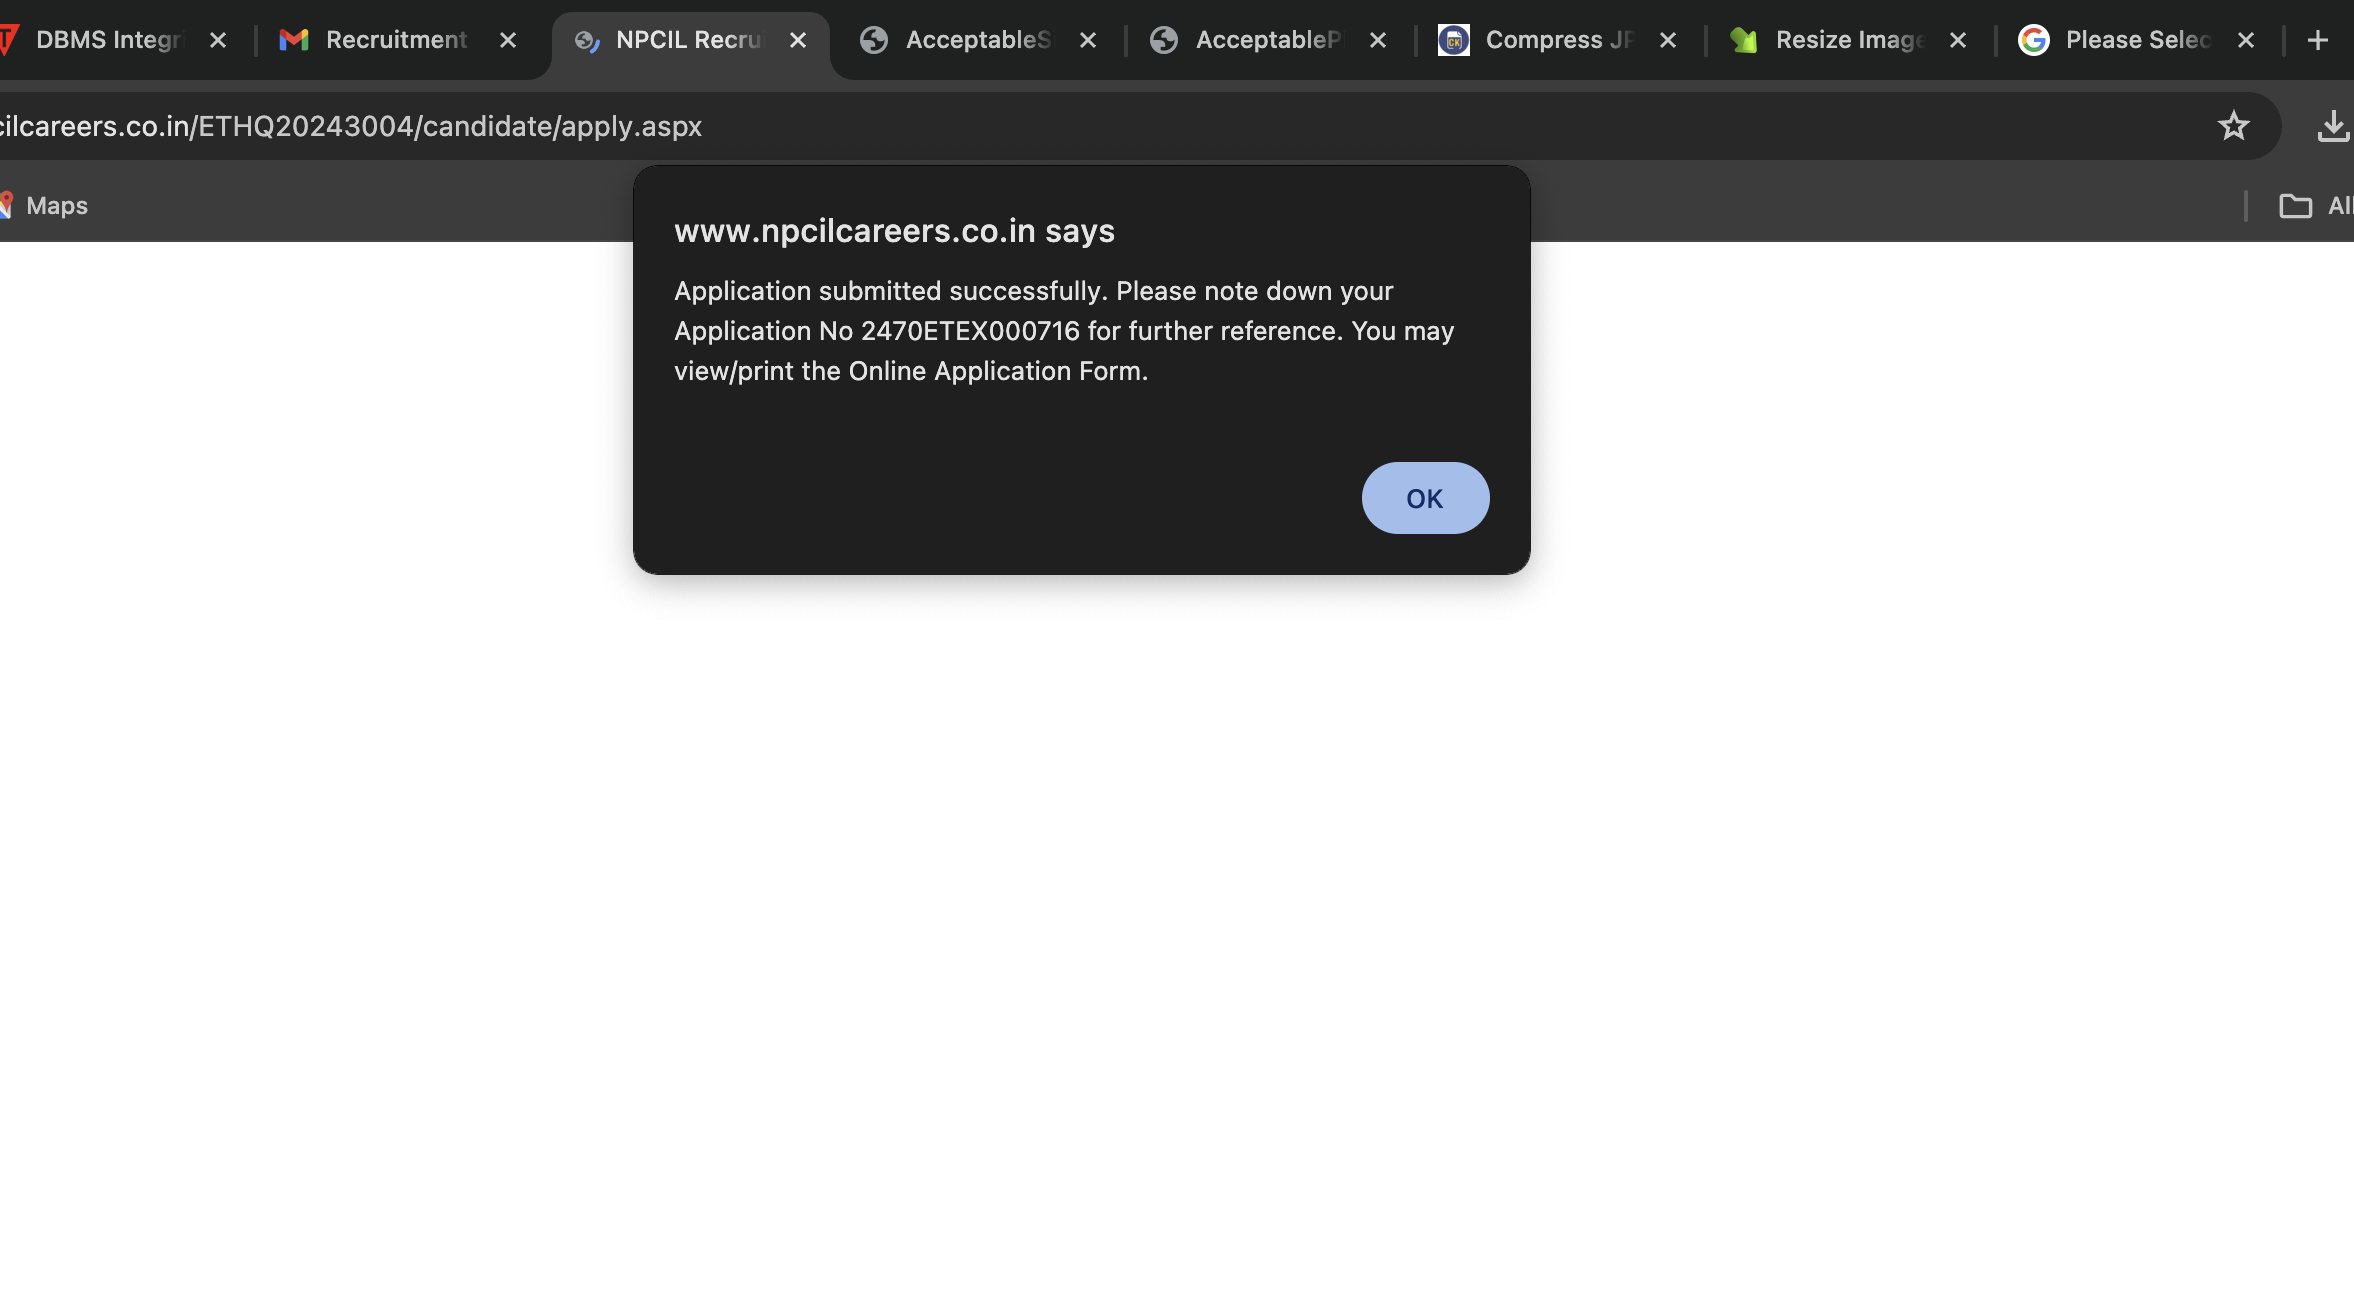 DBMS Integr
Recruitment
NPCIL Recru
AcceptableS
AcceptableP
Compress JP
Resize Image
Please Selec
cilcareers.co.in/ETHQ20243004/candidate/apply.aspx
Maps
All
www.npcilcareers.co.in says
Application submitted successfully. Please note down your
Application No 2470ETEX000716 for further reference. You may
view/print the Online Application Form.
OK